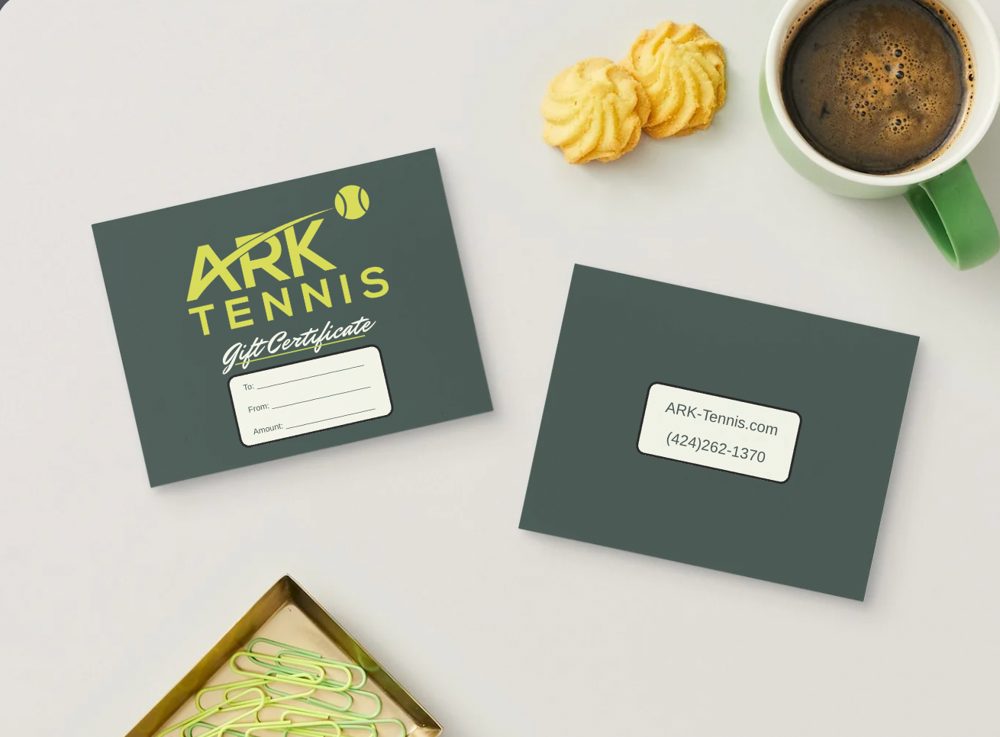 ARK
TENNIS
Gift Certificate
To:
From:
Amount:
ARK-Tennis.com
(424)262-1370